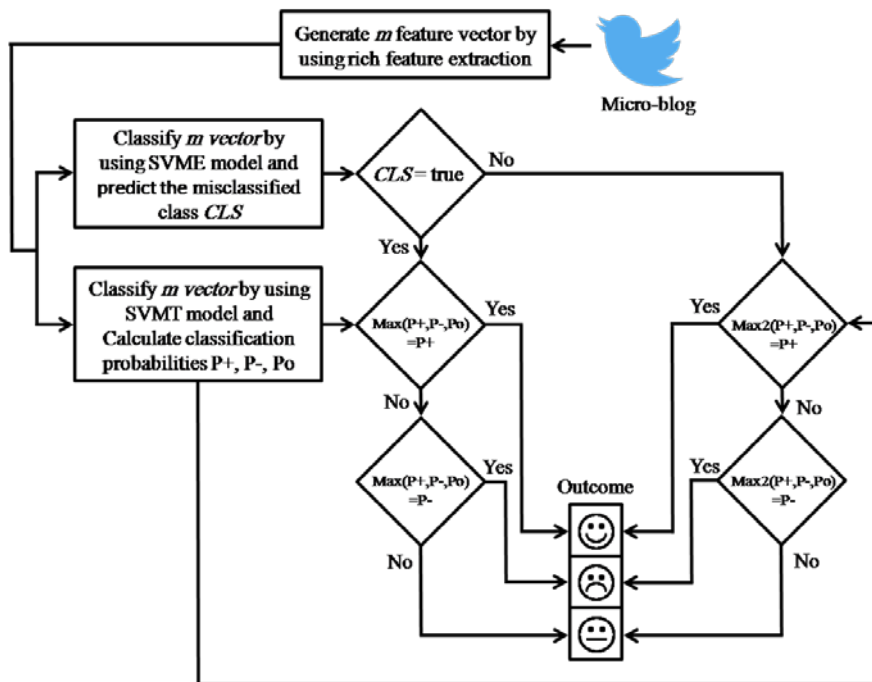 Generate m feature vector by
using rich feature extraction
Micro-blog
Classify m vector by
using SVME model and
predict the misclassified
class CLS
CLS = true
No
Yes
Classify m vector by using
SVMT model and
Calculate classification
probabilities P+, P-, Po
Max(P+,P-,Po)
=P+
Yes
Yes
Max2(P+,P-,Po)
=P+
No
No
Max(P+,P-,Po)
=P-
Yes
Outcome
Yes
Max2(P+,P-,Po)
=P-
No
No